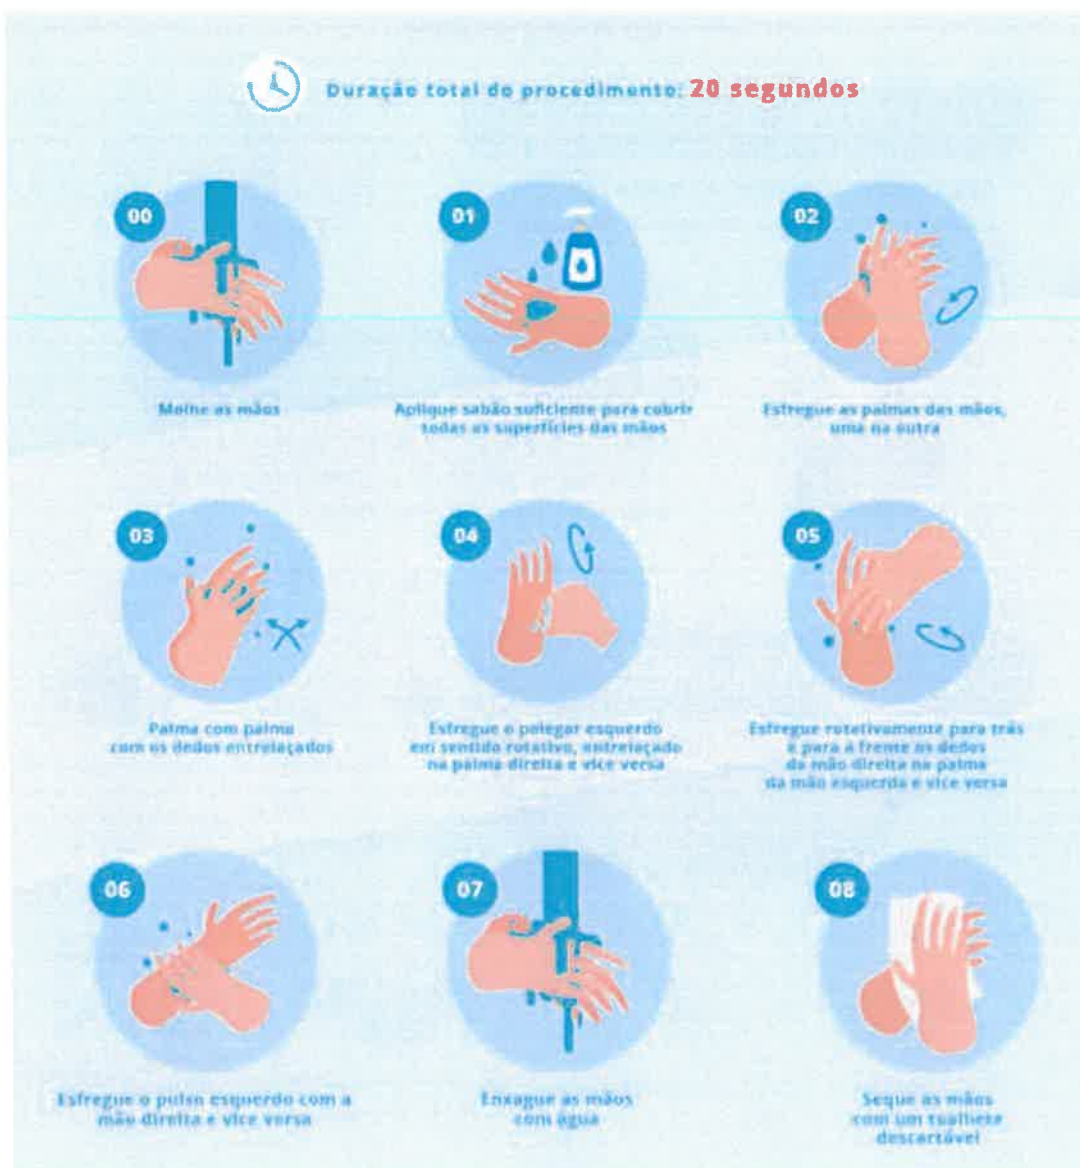 Duração total do procedimento: 20 segundos
00
Molhe as mãos
01
Aplique sabão suficiente para cobrir
todas as superfícies das mãos
02
Esfregue as palmas das mãos,
uma na outra
03
Palma com palma
com os dedos entrelaçados
04
Esfregue o polegar esquerdo
em sentido rotativo, entrelaçado
na palma direita e vice versa
05
Esfregue rotativamente para trás
e para a frente os dedos
da mão direita na palma
da mão esquerda e vice versa
06
Esfregue o pulso esquerdo com a
mão direita e vice versa
07
Enxague as mãos
com água
08
Seque as mãos
com um toalhete
descartável